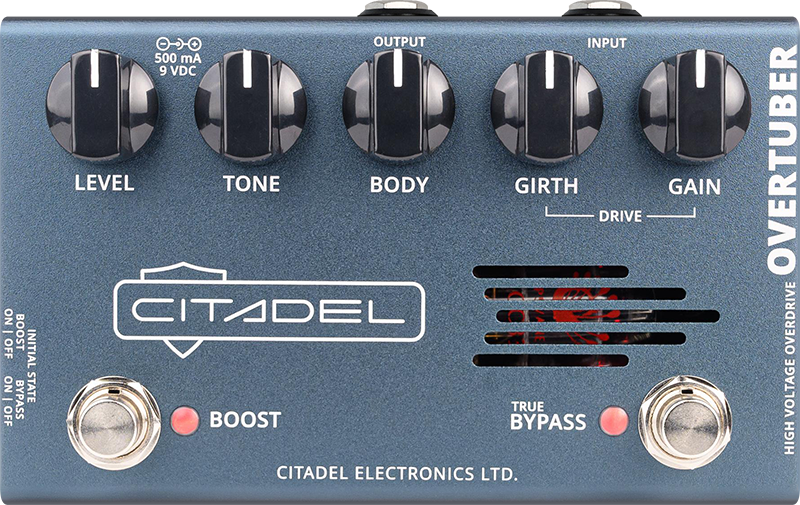 500 mA
9 VDC
OUTPUT
INPUT
LEVEL
TONE
BODY
GIRTH
GAIN
DRIVE
HIGH VOLTAGE OVERDRIVE OVERTUBER
CITADEL
INITIAL STATE
BOOST BYPASS
ON | OFF ON | OFF
BOOST
TRUE
BYPASS
CITADEL ELECTRONICS LTD.